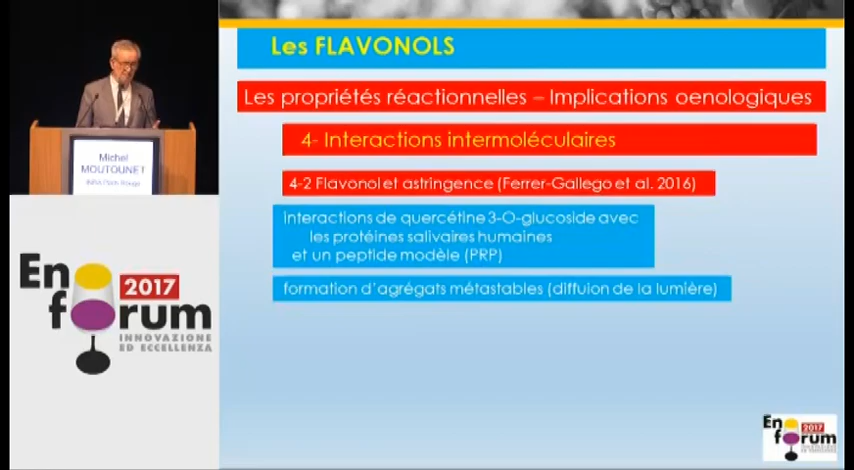 Les FLAVONOLS
Les propriétés réactionnelles – Implications oenologiques
4- Interactions intermoléculaires
4-2 Flavonol et astringence (Ferrer-Gallego et al. 2016)
interactions de quercétine 3-O-glucoside avec
les protéines salivaires humaines
et un peptide modèle (PRP)
formation d'agrégats métastables (diffuion de la lumière)
Michel
MOUTOUNET
En
2017
forum
INNOVAZIONE
ED ECCELLENZA
En
2017
forum